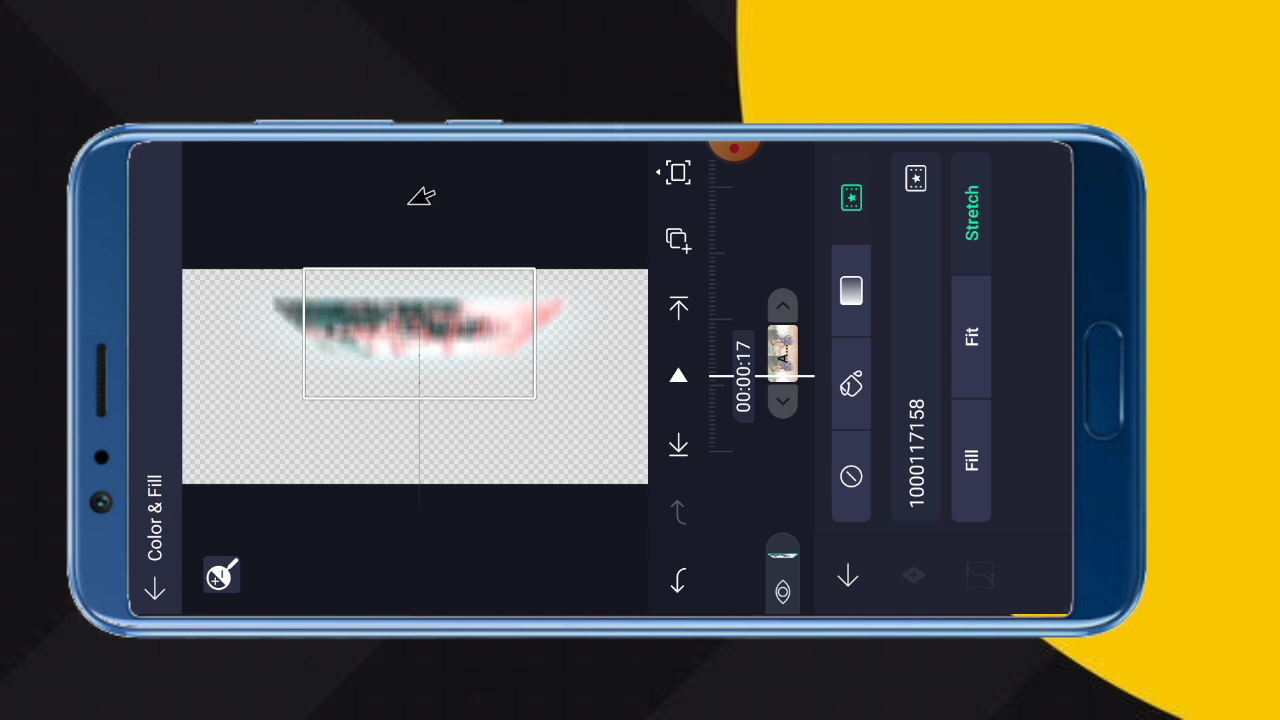 Color & Fill
00:00:17
A...
1000117158
Fill
Fit
Stretch